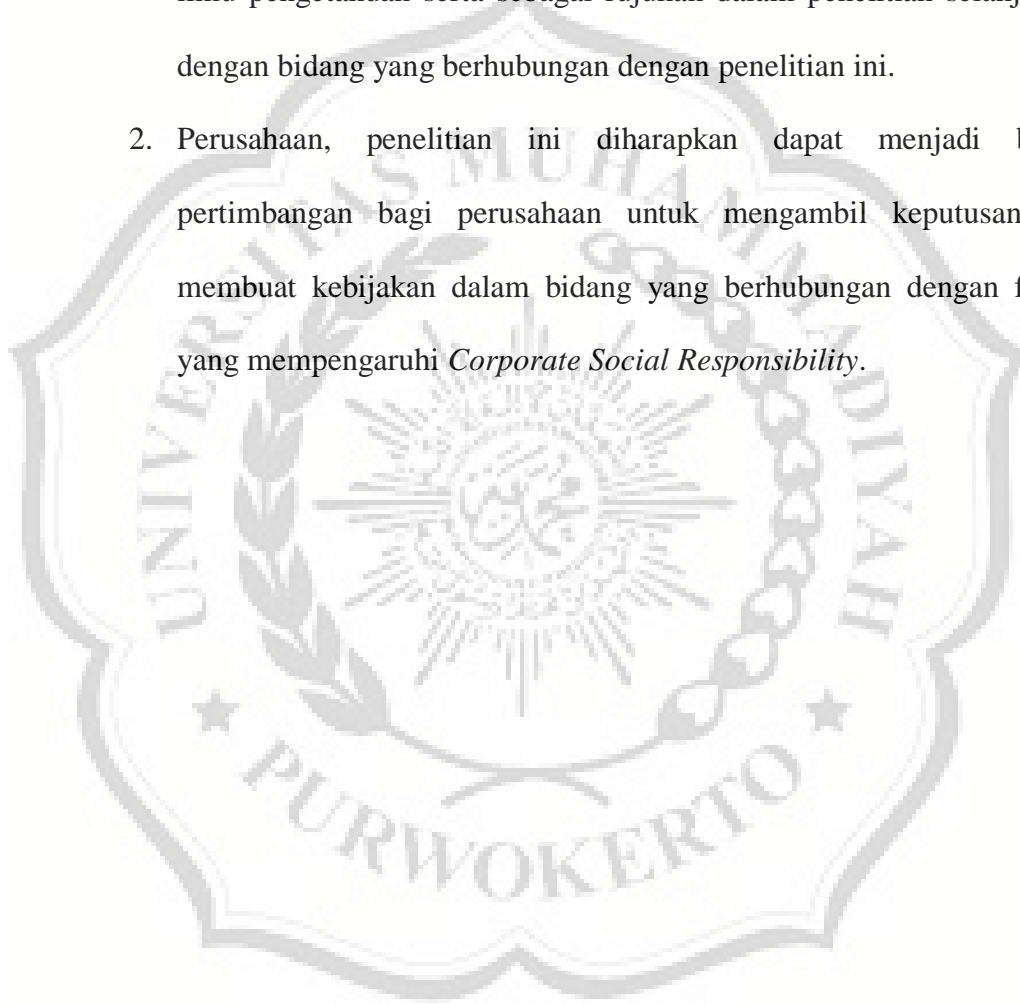 dengan bidang yang berhubungan dengan penelitian ini.
2. Perusahaan, penelitian ini diharapkan dapat menjadi
pertimbangan bagi perusahaan untuk mengambil keputusan
membuat kebijakan dalam bidang yang berhubungan dengan
yang mempengaruhi Corporate Social Responsibility.
UNIVERSITAS MUHAMMADIYAH
PURWOKERTO